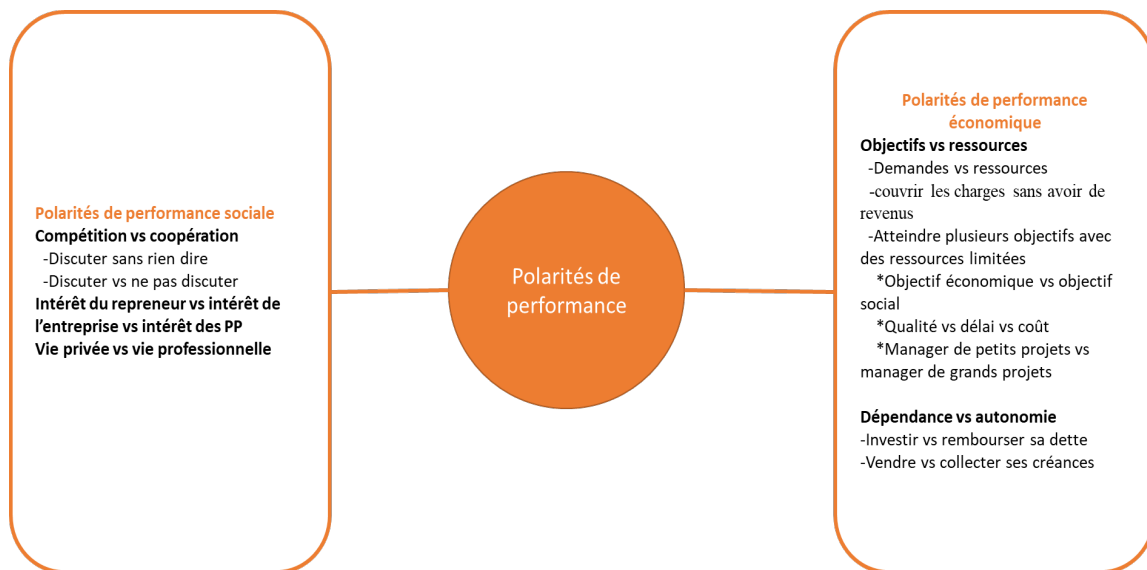 Polarités de performance sociale
Compétition vs coopération
-Discuter sans rien dire
-Discuter vs ne pas discuter
Intérêt du repreneur vs intérêt de
l’entreprise vs intérêt des PP
Vie privée vs vie professionnelle
Polarités de
performance
Polarités de performance
économique
Objectifs vs ressources
-Demandes vs ressources
-couvrir les charges sans avoir de
revenus
-Atteindre plusieurs objectifs avec
des ressources limitées
*Objectif économique vs objectif
social
*Qualité vs délai vs coût
*Manager de petits projets vs
manager de grands projets
Dépendance vs autonomie
-Investir vs rembourser sa dette
-Vendre vs collecter ses créances